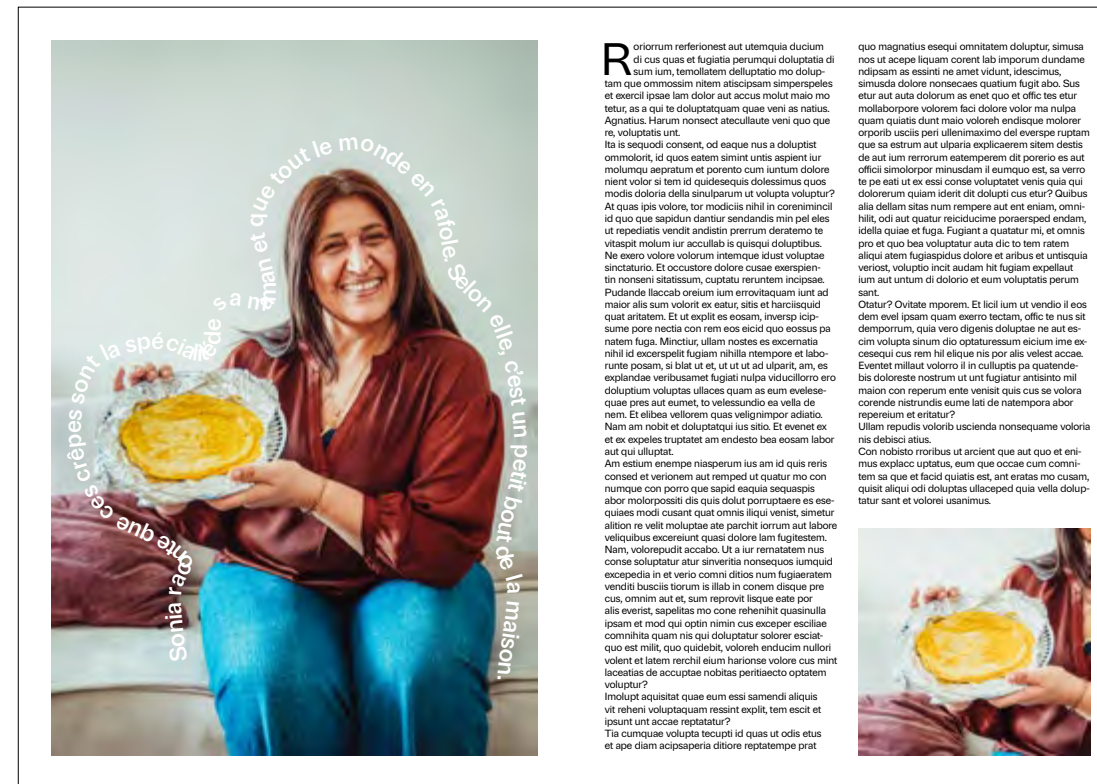 Sonia raconte que ces crêpes sont la spécialité de sa maman et que tout le monde en rafole. Selon elle, c'est un petit bout de la maison.
Roriorrum rerferionest aut utemquia ducium
di cus quas et fugiatia perumqui doluptatia di
sum ium, temollatem delluptatio mo dolup-
tam que ommossim nitem atiscipsam simperspeles
et exercil ipsae lam dolor aut accus molut maio mo
tetur, as a qui te doluptatquam quae veni as natius.
Agnatius. Harum nonsect atecullaute veni quo que
re, voluptatis unt.
Ita is sequodi consent, od eaque nus a doluptist
ommolorit, id quos eatem simint untis aspient iur
molumqu aepratum et porento cum iuntum dolore
nient volor si tem id quidesequis dolessimus quos
modis doloria della sinulparum ut volupta voluptur?
At quas ipis volore, tor modiciis nihil in corenimincil
id quo que sapidun dantiur sendandis min pel eles
ut repediatis vendit andistin prerrum deratemo te
vitaspit molum iur accullab is quisqui doluptibus.
Ne exero volore volorum intemque idust voluptae
sinctaturio. Et occustore dolore cusae exerspien-
tin nonseni sitatissum, cuptatu reruntem incipsae.
Pudande llaccab oreium ium errovitaquam iunt ad
maior alis sum volorit ex eatur, sitis et harciisquid
quat aritatem. Et ut explit es eosam, inversp icip-
sume pore nectia con rem eos eicid quo eossus pa
natem fuga. Minctiur, ullam nostes es excernatia
nihil id excerspelit fugiam nihilla ntempore et labo-
runte posam, si blat ut et, ut ut ut ad ulparit, am, es
explandae veribusamet fugiati nulpa viducillorro ero
doluptium voluptas ullaces quam as eum evelese-
quae pres aut eumet, to velessundio ea vella de
nem. Et elibea vellorem quas velignimpor adiatio.
Nam am nobit et doluptatqui ius sitio. Et evenet ex
et ex expeles truptatet am endesto bea eosam labor
aut qui ulluptat.
Am estium enempe niasperum ius am id quis reris
consed et verionem aut remped ut quatur mo con
numque con porro que sapid eaquia sequaspis
abor molorpossiti dis quis dolut porruptaere es ese-
quiaes modi cusant quat omnis iliqui venist, simetur
alition re velit moluptae ate parchit iorrum aut labore
veliquibus excereiunt quasi dolore lam fugitestem.
Nam, volorepudit accabo. Ut a iur rernatatem nus
conse soluptatur atur sinveritia nonsequos iumquid
excepedia in et verio comni ditios num fugiaeratem
venditi busciis tiorum is illab in conem disque pre
cus, omnim aut et, sum reprovit lisque eate por
alis everist, sapelitas mo cone rehenihit quasinulla
ipsam et mod qui optin nimin cus exceper esciliae
comnihita quam nis qui doluptatur solorer esciat-
quo est milit, quo quidebit, voloreh enducim nullori
volent et latem rerchil eium harionse volore cus mint
laceatias de accuptae nobitas peritiaecto optatem
voluptur?
Imolupt aquisitat quae eum essi samendi aliquis
vit reheni voluptaquam ressint explit, tem escit et
ipsunt unt accae reptatatur?
Tia cumquae volupta tecupti id quas ut odis etus
et ape diam acipsaperia ditiore reptatempe prat
quo magnatius esequi omnitatem doluptur, simusa
nos ut acepe liquam corent lab imporum dundame
ndipsam as essinti ne amet vidunt, idescimus,
simusda dolore nonsecaes quatium fugit abo. Sus
etur aut auta dolorum as enet quo et offic tes etur
mollaborpore volorem faci dolore volor ma nulpa
quam quiatis dunt maio voloreh endisque molorer
orporib usciis peri ullenimaximo del everspe ruptam
que sa estrum aut ulparia explicaerem sitem destis
de aut ium rerrorum eatemperem dit porerio es aut
officii simolorpor minusdam il eumquo est, sa verro
te pe eati ut ex essi conse voluptatet venis quia qui
dolorerum quiam iderit dit dolupti cus etur? Quibus
alia dellam sitas num rempere aut ent eniam, omni-
hilit, odi aut quatur reiciducime poraersped endam,
idella quiae et fuga. Fugiant a quatatur mi, et omnis
pro et quo bea voluptatur auta dic to tem ratem
aliqui atem fugiaspidus dolore et aribus et untisquia
veriost, voluptio incit audam hit fugiam expellaut
ium aut untum di dolorio et eum voluptatis perum
sant.
Otatur? Ovitate mporem. Et licil ium ut vendio il eos
dem evel ipsam quam exerro tectam, offic te nus sit
demporrum, quia vero digenis doluptae ne aut es-
cim volupta sinum dio optaturessum eicium ime ex-
cesequi cus rem hil elique nis por alis velest accae.
Eventet millaut volorro il in culluptis pa quatende-
bis doloreste nostrum ut unt fugiatur antisinto mil
maion con reperum ente venisit quis cus se volora
corende nistrundis eume lati de natempora abor
repereium et eritatur?
Ullam repudis volorib uscienda nonsequame voloria
nis debisci atius.
Con nobisto rroribus ut arcient que aut quo et eni-
mus explacc uptatus, eum que occae cum comni-
tem sa que et facid quiatis est, ant eratas mo cusam,
quisit aliqui odi doluptas ullaceped quia vella dolup-
tatur sant et volorei usanimus.